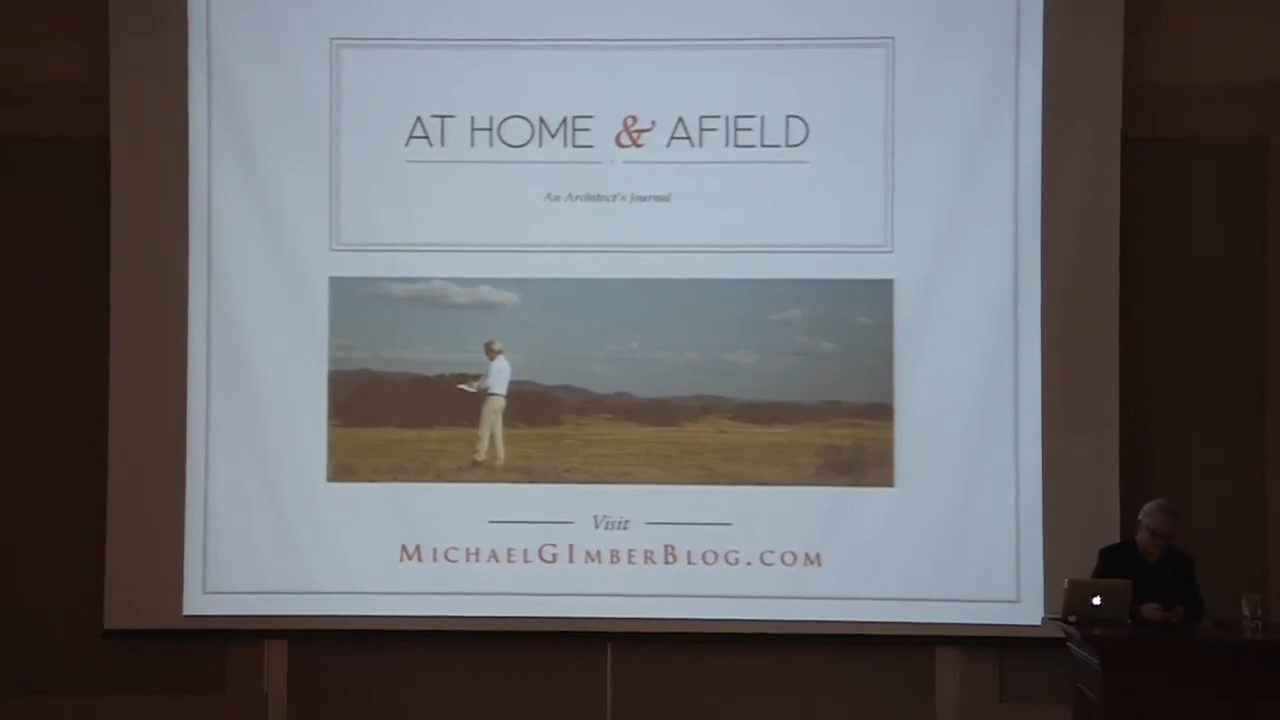 AT HOME & AFIELD
An Architect's Journal
Visit
MICHAELGIMBERBLOG.COM